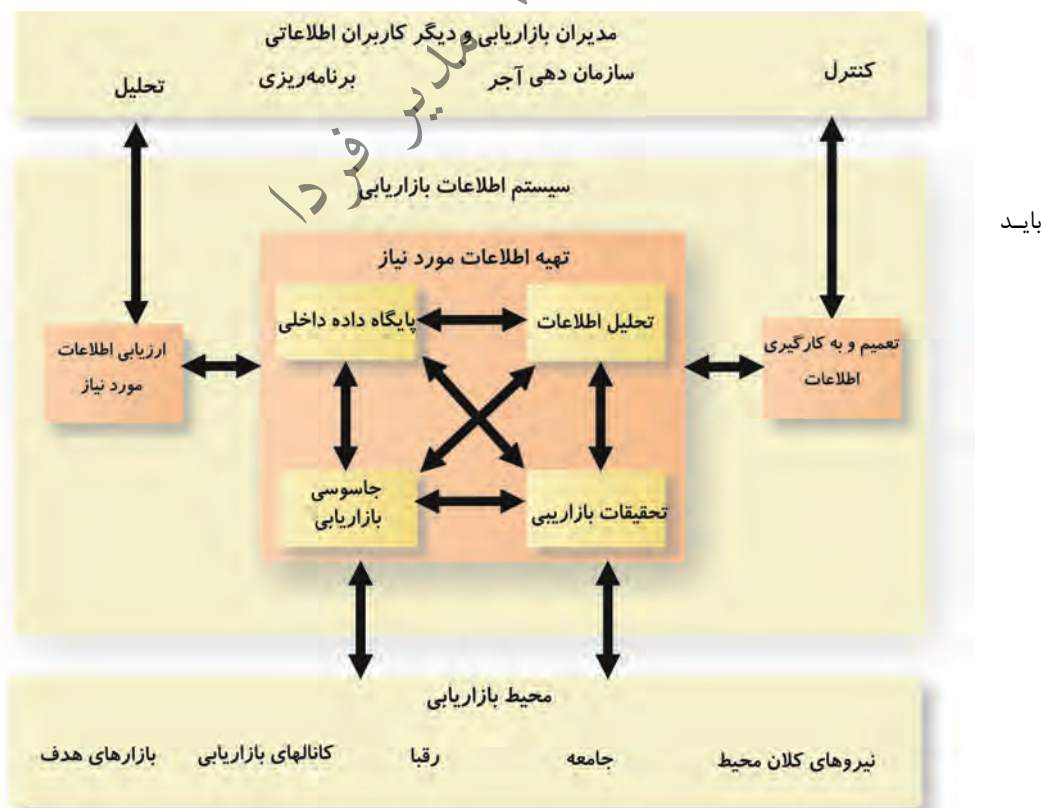 مدیران بازاریابی و دیگر کاربران اطلاعاتی
کنترل
سازمان دهی آجر
برنامه‌ریزی
تحلیل
مدیر فردا
سیستم اطلاعات بازاریابی
باید
تهیه اطلاعات مورد نیاز
تعمیم و به کارگیری
اطلاعات
تحلیل اطلاعات
پایگاه داده داخلی
ارزیابی اطلاعات
مورد نیاز
تحقیقات بازاریبی
جاسوسی
بازاریابی
محیط بازاریابی
نیروهای کلان محیط
جامعه
رقبا
کانالهای بازاریابی
بازارهای هدف